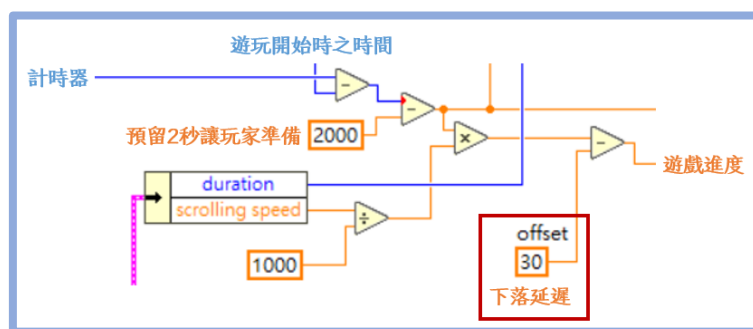 遊玩開始時之時間
計時器
預留2秒讓玩家準備 2000
遊戲進度
duration
scrolling speed
1000
offset
30
下落延遲